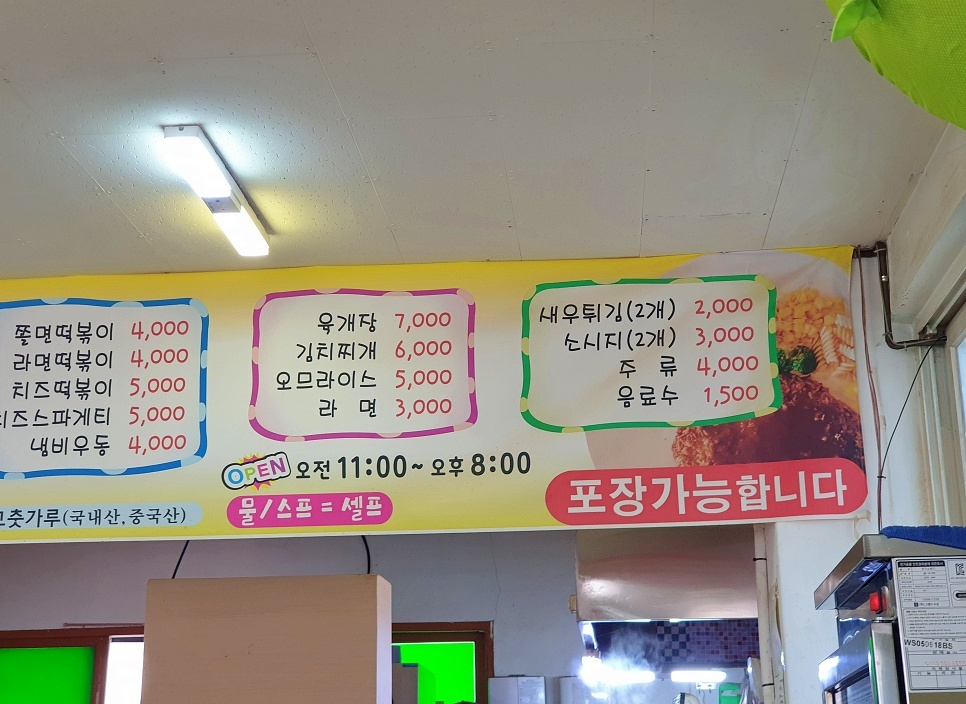 쫄면떡볶이 4,000
라면떡볶이 4,000
치즈떡볶이 5,000
치즈스파게티 5,000
냄비우동 4,000
고춧가루(국내산,중국산)
육개장 7,000
김치찌개 6,000
오므라이스 5,000
라 면 3,000
새우튀김(2개) 2,000
소시지(2개) 3,000
주 류 4,000
음료수 1,500
OPEN 오전 11:00~오후 8:00
물/스프=셀프
포장가능합니다